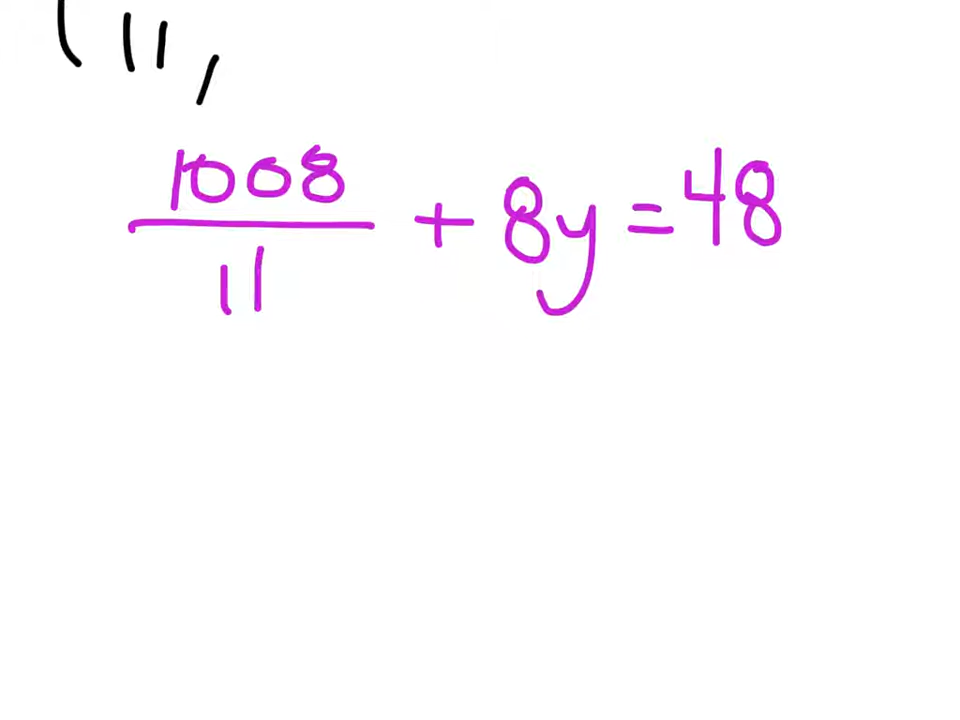 ( 11,
1008/11 + 8y = 48